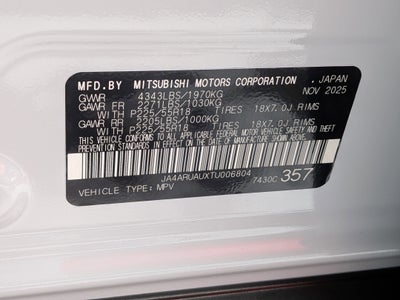 MFD.BY MITSUBISHI MOTORS CORPORATION , JAPAN
GVWR 4343LBS/1970KG NOV 2025
GAWR FR 2271LBS/1030KG
WITH P225/55R18 TIRES 18X7.0J RIMS
GAWR RR 2205LBS/1000KG
WITH P225/55R18 TIRES 18X7.0J RIMS
THIS VEHICLE CONFORMS TO ALL APPLICABLE FEDERAL MOTOR VEHICLE
SAFETY, BUMPER, AND THEFT PREVENTION STANDARDS IN EFFECT ON THE
DATE OF MANUFACTURE SHOWN ABOVE.
JA4ARUAUXTU006804
VEHICLE TYPE: MPV 7430C 357